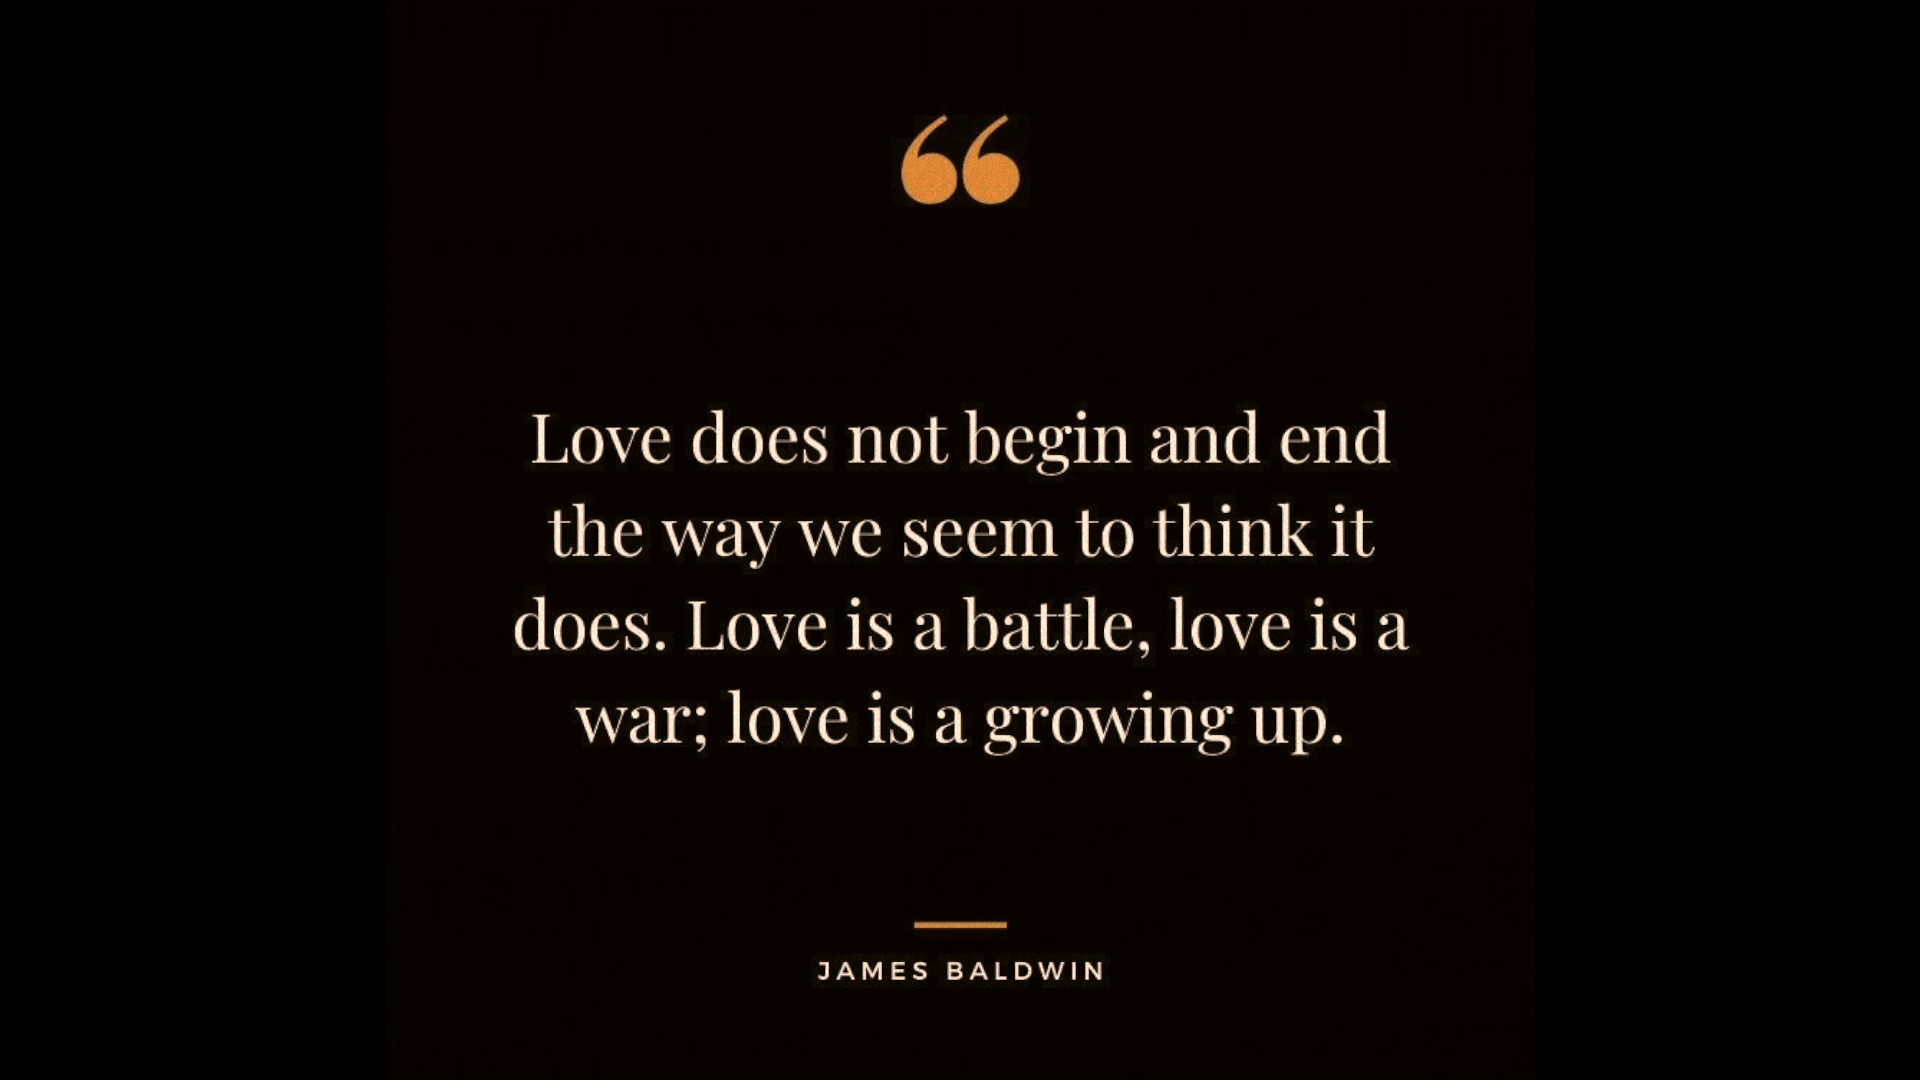 “
Love does not begin and end
the way we seem to think it
does. Love is a battle, love is a
war; love is a growing up.
JAMES BALDWIN